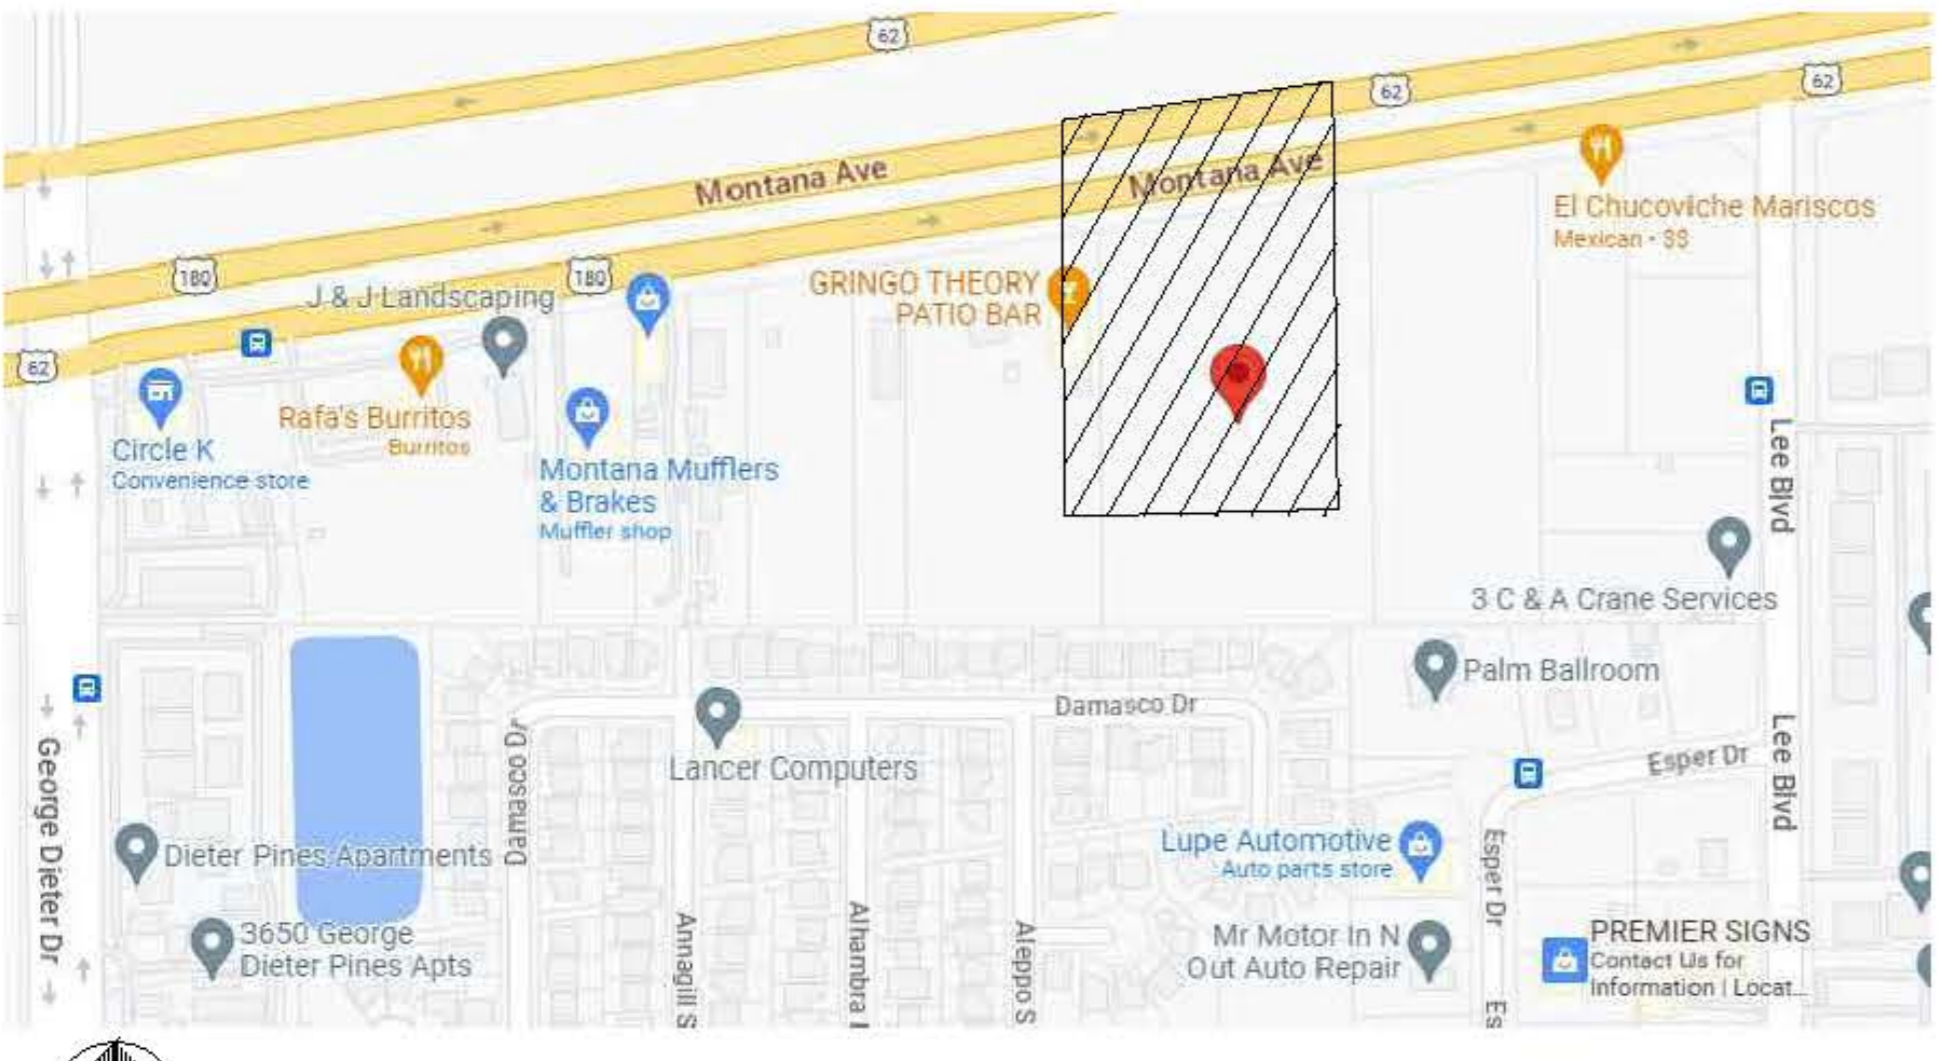 62
62
62
Montana Ave
Montana Ave
El Chucoviche Mariscos
Mexican • $$
180
180
J & J Landscaping
GRINGO THEORY
PATIO BAR
62
Circle K
Convenience store
Rafa's Burritos
Burritos
Montana Mufflers
& Brakes
Muffler shop
Lee Blvd
3 C & A Crane Services
Palm Ballroom
Damasco Dr
Lee Blvd
Esper Dr
Damasco Dr
Lancer Computers
George Dieter Dr
Dieter Pines Apartments
Lupe Automotive
Auto parts store
Esper Dr
3650 George
Dieter Pines Apts
Annagill S
Alhambra
Aleppo S
Mr Motor In N
Out Auto Repair
PREMIER SIGNS
Contact Us for
Information | Locat...
Es